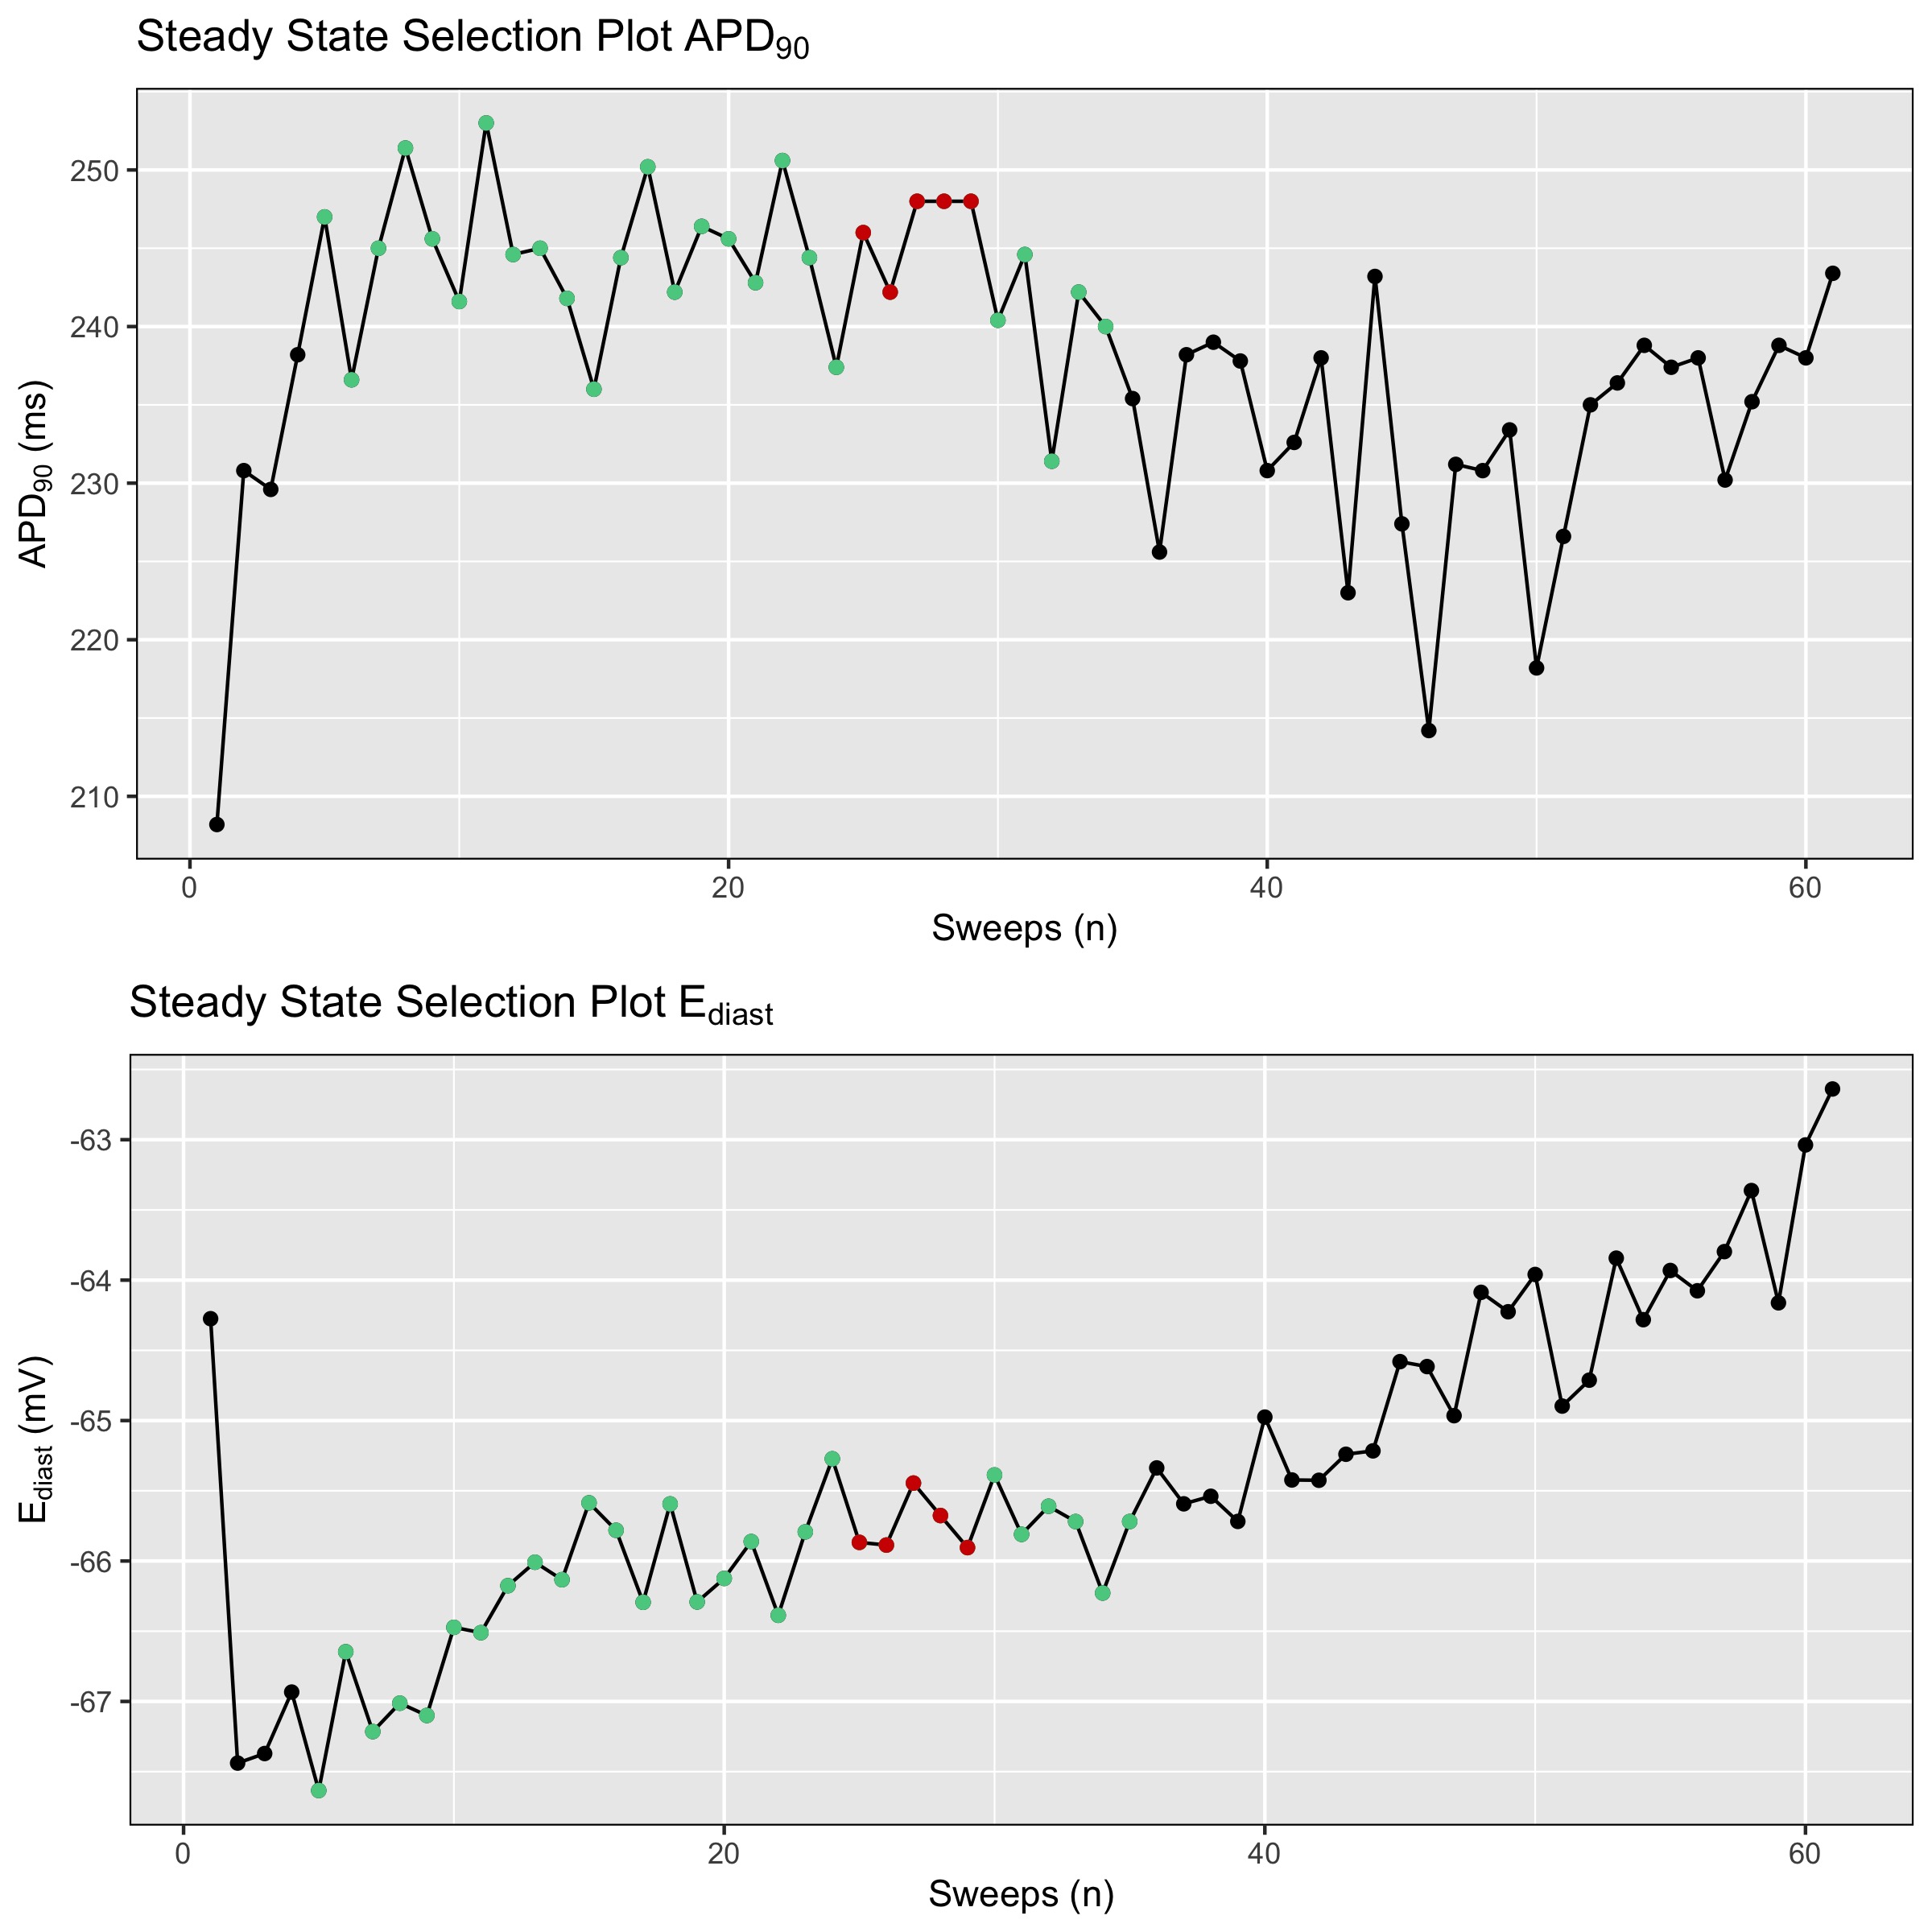 Steady State Selection Plot APD90
250
240
230
220
210
APD90 (ms)
0 20 40 60
Sweeps (n)
Steady State Selection Plot Ediast
-63
-64
-65
-66
-67
Ediast (mV)
0 20 40 60
Sweeps (n)